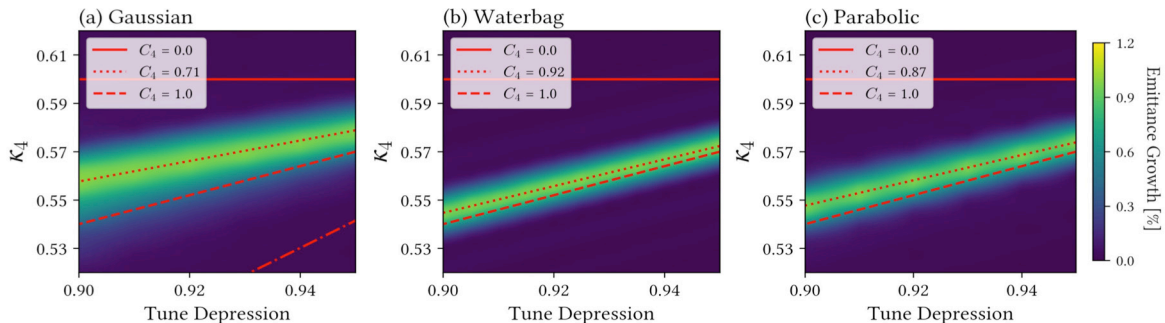 (a) Gaussian
C₄ = 0.0
C₄ = 0.71
C₄ = 1.0
0.61
0.59
0.57
0.55
0.53
κ₄
0.90
0.92
0.94
Tune Depression
(b) Waterbag
C₄ = 0.0
C₄ = 0.92
C₄ = 1.0
0.61
0.59
0.57
0.55
0.53
κ₄
0.90
0.92
0.94
Tune Depression
(c) Parabolic
C₄ = 0.0
C₄ = 0.87
C₄ = 1.0
0.61
0.59
0.57
0.55
0.53
κ₄
0.90
0.92
0.94
Tune Depression
1.2
0.9
0.6
0.3
0.0
Emittance Growth [%]